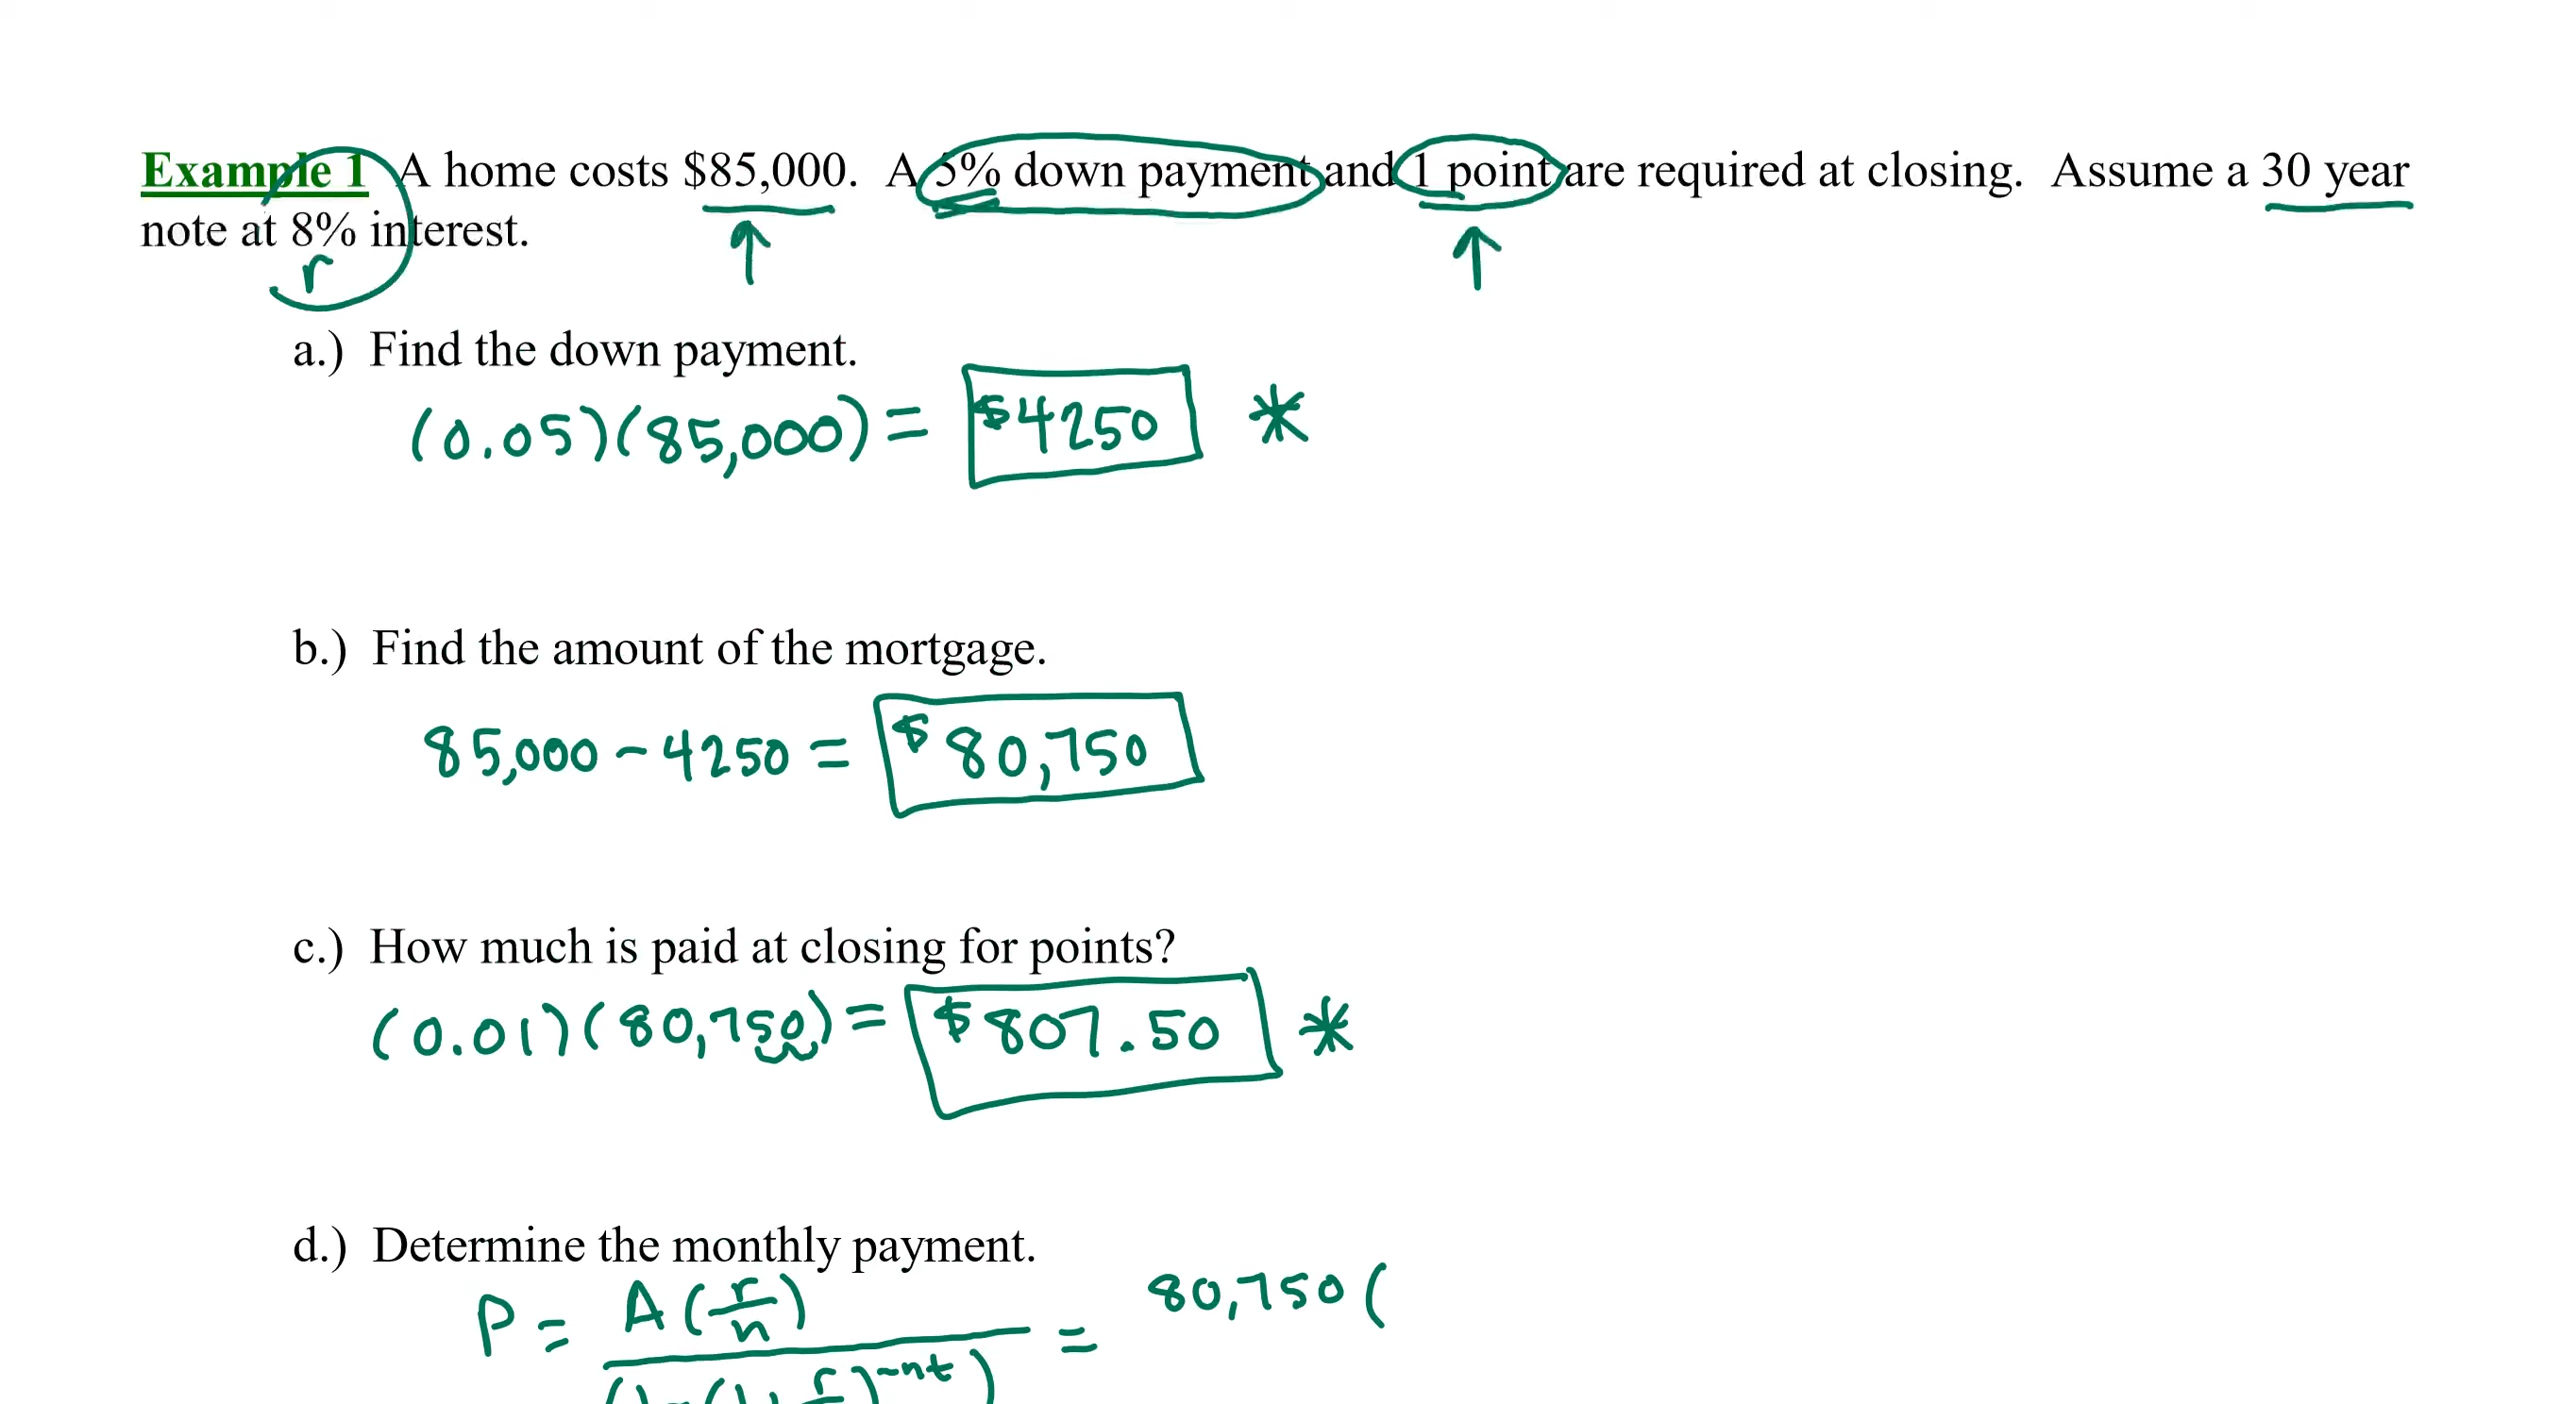 Example 1 A home costs $85,000. A 5% down payment and 1 point are required at closing. Assume a 30 year
note at 8% interest.
r
a.) Find the down payment.
(0.05)(85,000) = $4250 *
b.) Find the amount of the mortgage.
85,000 - 4250 = $80,750
c.) How much is paid at closing for points?
(0.01)(80,750) = $807.50 *
d.) Determine the monthly payment.
P = A(r/n) = 80,750(
(1-(1+r)^-nt)